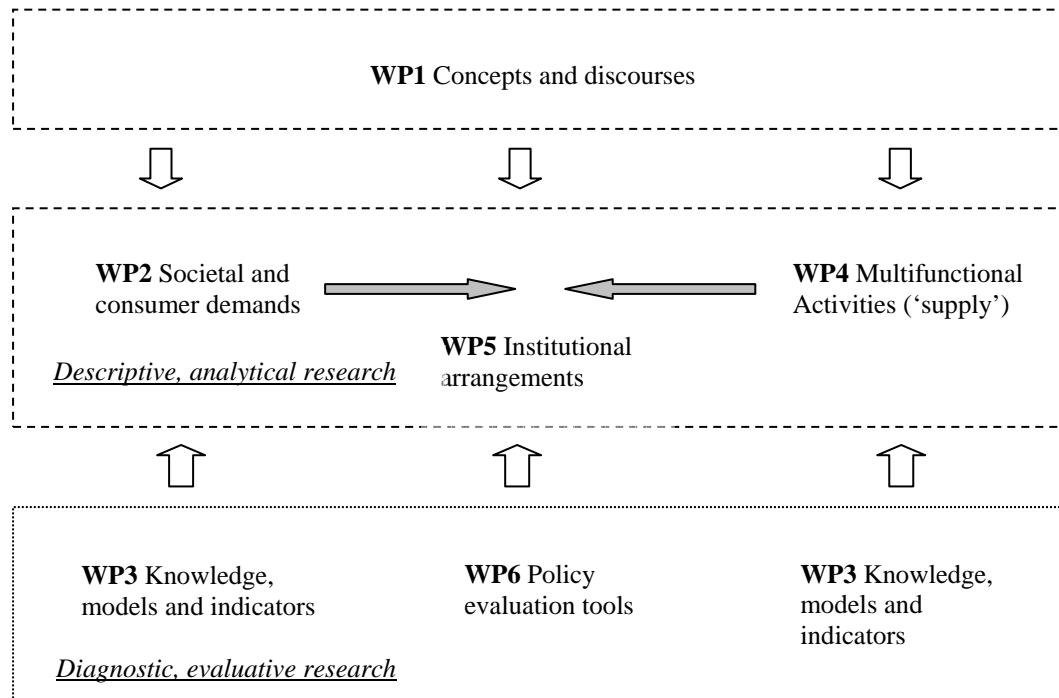 WP1 Concepts and discourses
WP2 Societal and
consumer demands
WP4 Multifunctional
Activities (‘supply’)
WP5 Institutional
arrangements
Descriptive, analytical research
WP3 Knowledge,
models and indicators
WP6 Policy
evaluation tools
WP3 Knowledge,
models and
indicators
Diagnostic, evaluative research